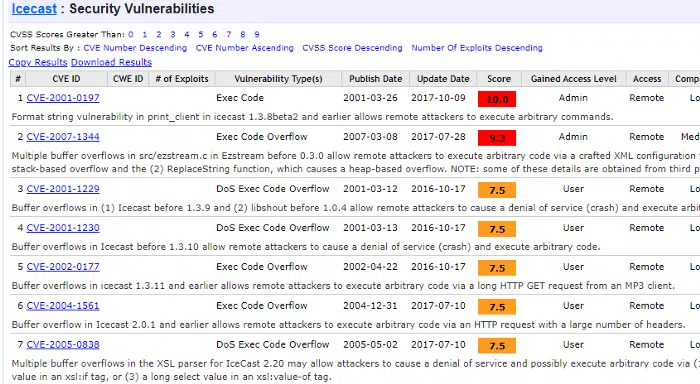 Icecast : Security Vulnerabilities
CVSS Scores Greater Than: 0 1 2 3 4 5 6 7 8 9
Sort Results By : CVE Number Descending CVE Number Ascending CVSS Score Descending Number Of Exploits Descending
Copy Results Download Results
# CVE ID CWE ID # of Exploits Vulnerability Type(s) Publish Date Update Date Score Gained Access Level Access Comp
1 CVE-2001-0197 Exec Code 2001-03-26 2017-10-09 10.0 Admin Remote Lo
Format string vulnerability in print_client in icecast 1.3.8beta2 and earlier allows remote attackers to execute arbitrary commands.
2 CVE-2007-1344 Exec Code Overflow 2007-03-08 2017-07-28 9.3 Admin Remote Med
Multiple buffer overflows in src/ezstream.c in Ezstream before 0.3.0 allow remote attackers to execute arbitrary code via a crafted XML configuration
stack-based overflow and the (2) ReplaceString function, which causes a heap-based overflow. NOTE: some of these details are obtained from third p
3 CVE-2001-1229 DoS Exec Code Overflow 2001-03-12 2016-10-17 7.5 User Remote Lo
Buffer overflows in (1) Icecast before 1.3.9 and (2) libshout before 1.0.4 allow remote attackers to cause a denial of service (crash) and execute arbit
4 CVE-2001-1230 DoS Exec Code Overflow 2001-03-13 2016-10-17 7.5 User Remote Lo
Buffer overflows in Icecast before 1.3.10 allow remote attackers to cause a denial of service (crash) and execute arbitrary code.
5 CVE-2002-0177 Exec Code Overflow 2002-04-22 2016-10-17 7.5 User Remote Lo
Buffer overflows in icecast 1.3.11 and earlier allows remote attackers to execute arbitrary code via a long HTTP GET request from an MP3 client.
6 CVE-2004-1561 Exec Code Overflow 2004-12-31 2017-07-10 7.5 User Remote Lo
Buffer overflow in Icecast 2.0.1 and earlier allows remote attackers to execute arbitrary code via an HTTP request with a large number of headers.
7 CVE-2005-0838 DoS Exec Code Overflow 2005-05-02 2017-07-10 7.5 User Remote Lo
Multiple buffer overflows in the XSL parser for IceCast 2.20 may allow attackers to cause a denial of service and possibly execute arbitrary code via (
value in an xsl:if tag, or (3) a long select value in an xsl:value-of tag.